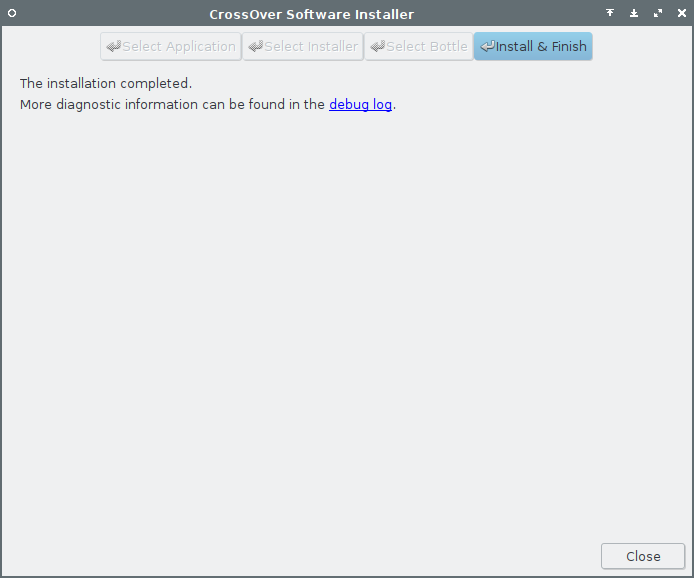 CrossOver Software Installer
Select Application Select Installer Select Bottle Install & Finish
The installation completed.
More diagnostic information can be found in the debug log.
Close